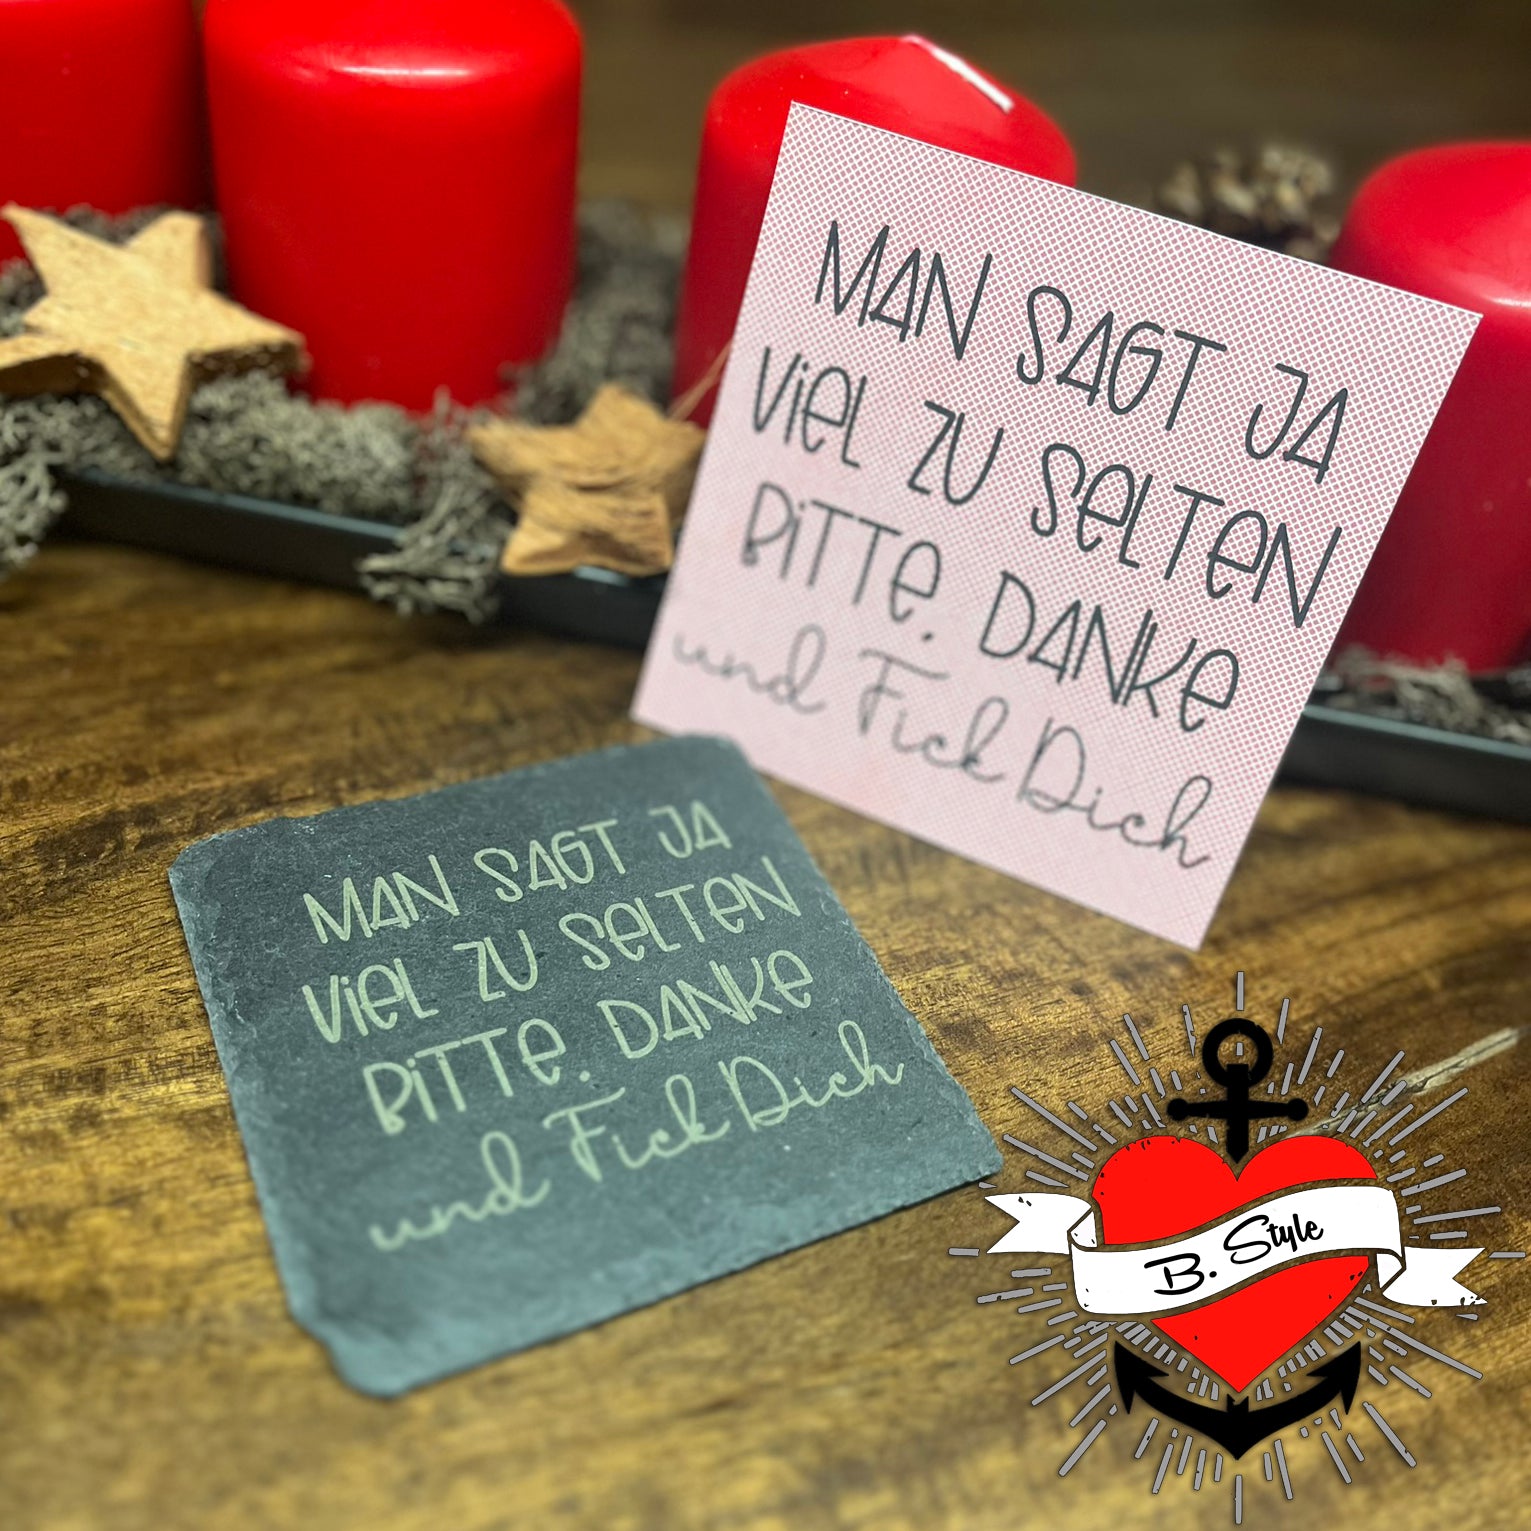 MAN SAGT JA
VIEL ZU SELTEN
BITTE. DANKE
und Fick Dich
MAN SAGT JA
VIEL ZU SELTEN
BITTE. DANKE
und Fick Dich
B. Style